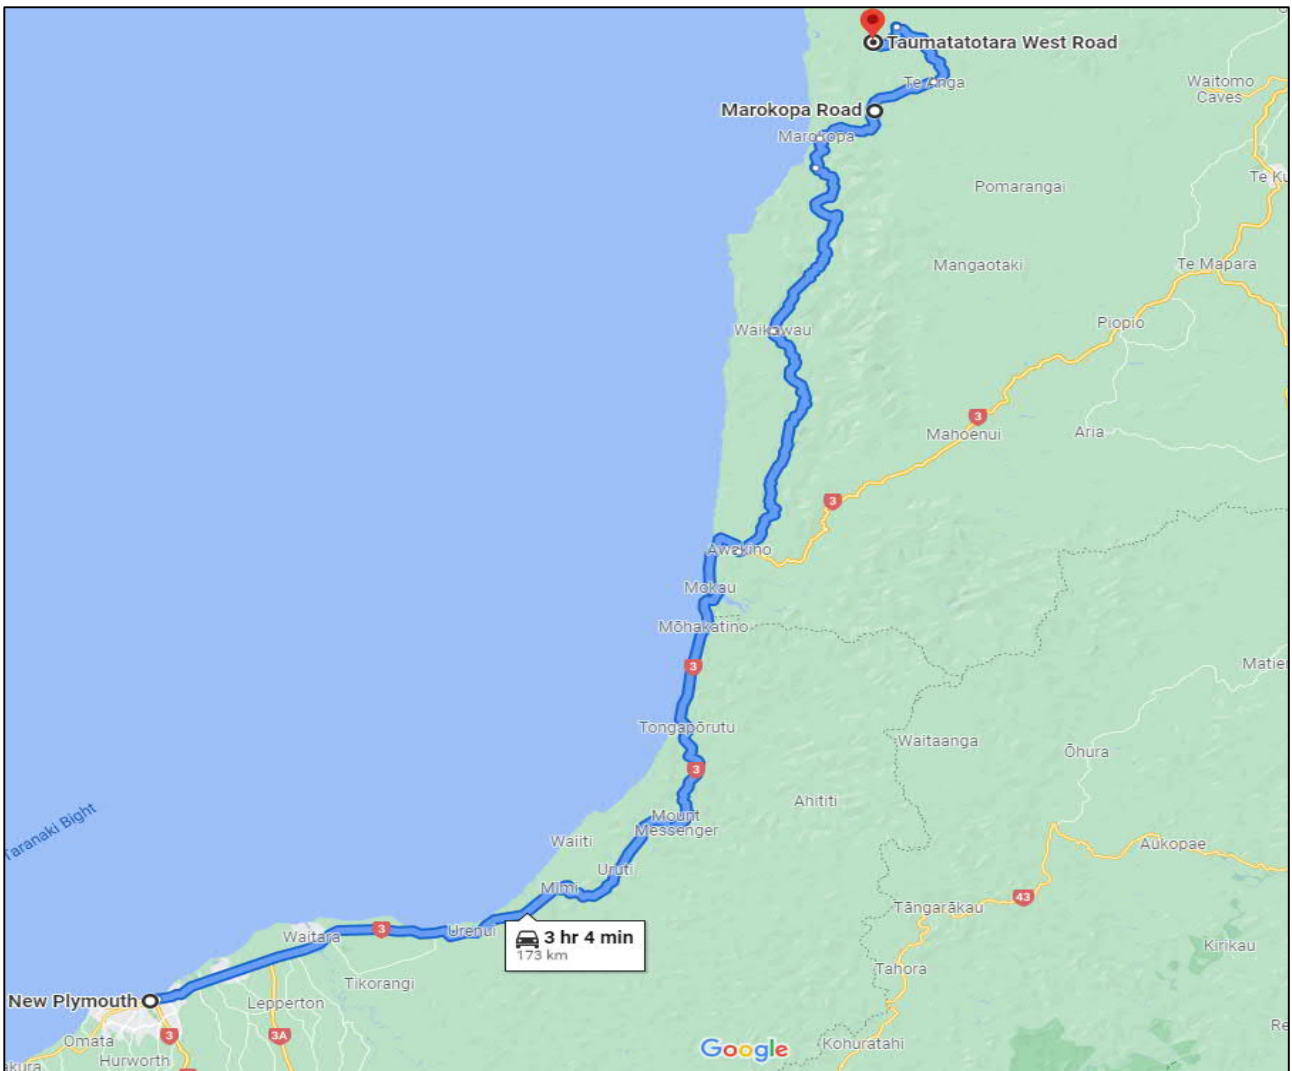 Taumatatotara West Road
Te Anga
Waitomo
Caves
Marokopa Road
Marokopa
Te Ku
Pomarangai
Mangaotaki
Te Mapara
Waikawau
Piopio
3
Mahoenui
Aria
3
Awakino
Mokau
Mōhakatino
3
Matier
Tongapōrutu
Waitaanga
Ōhura
3
Ahititi
Mount
Messenger
Taranaki Bight
Waiiti
Aukopae
Uruti
Mimi
43
Tāngarākau
Urenui
3
Waitara
3 hr 4 min
173 km
Kirikau
Tahora
Tikorangi
New Plymouth
Lepperton
3
3A
Omata
Hurworth
Google
Kohuratahi
Re
kura